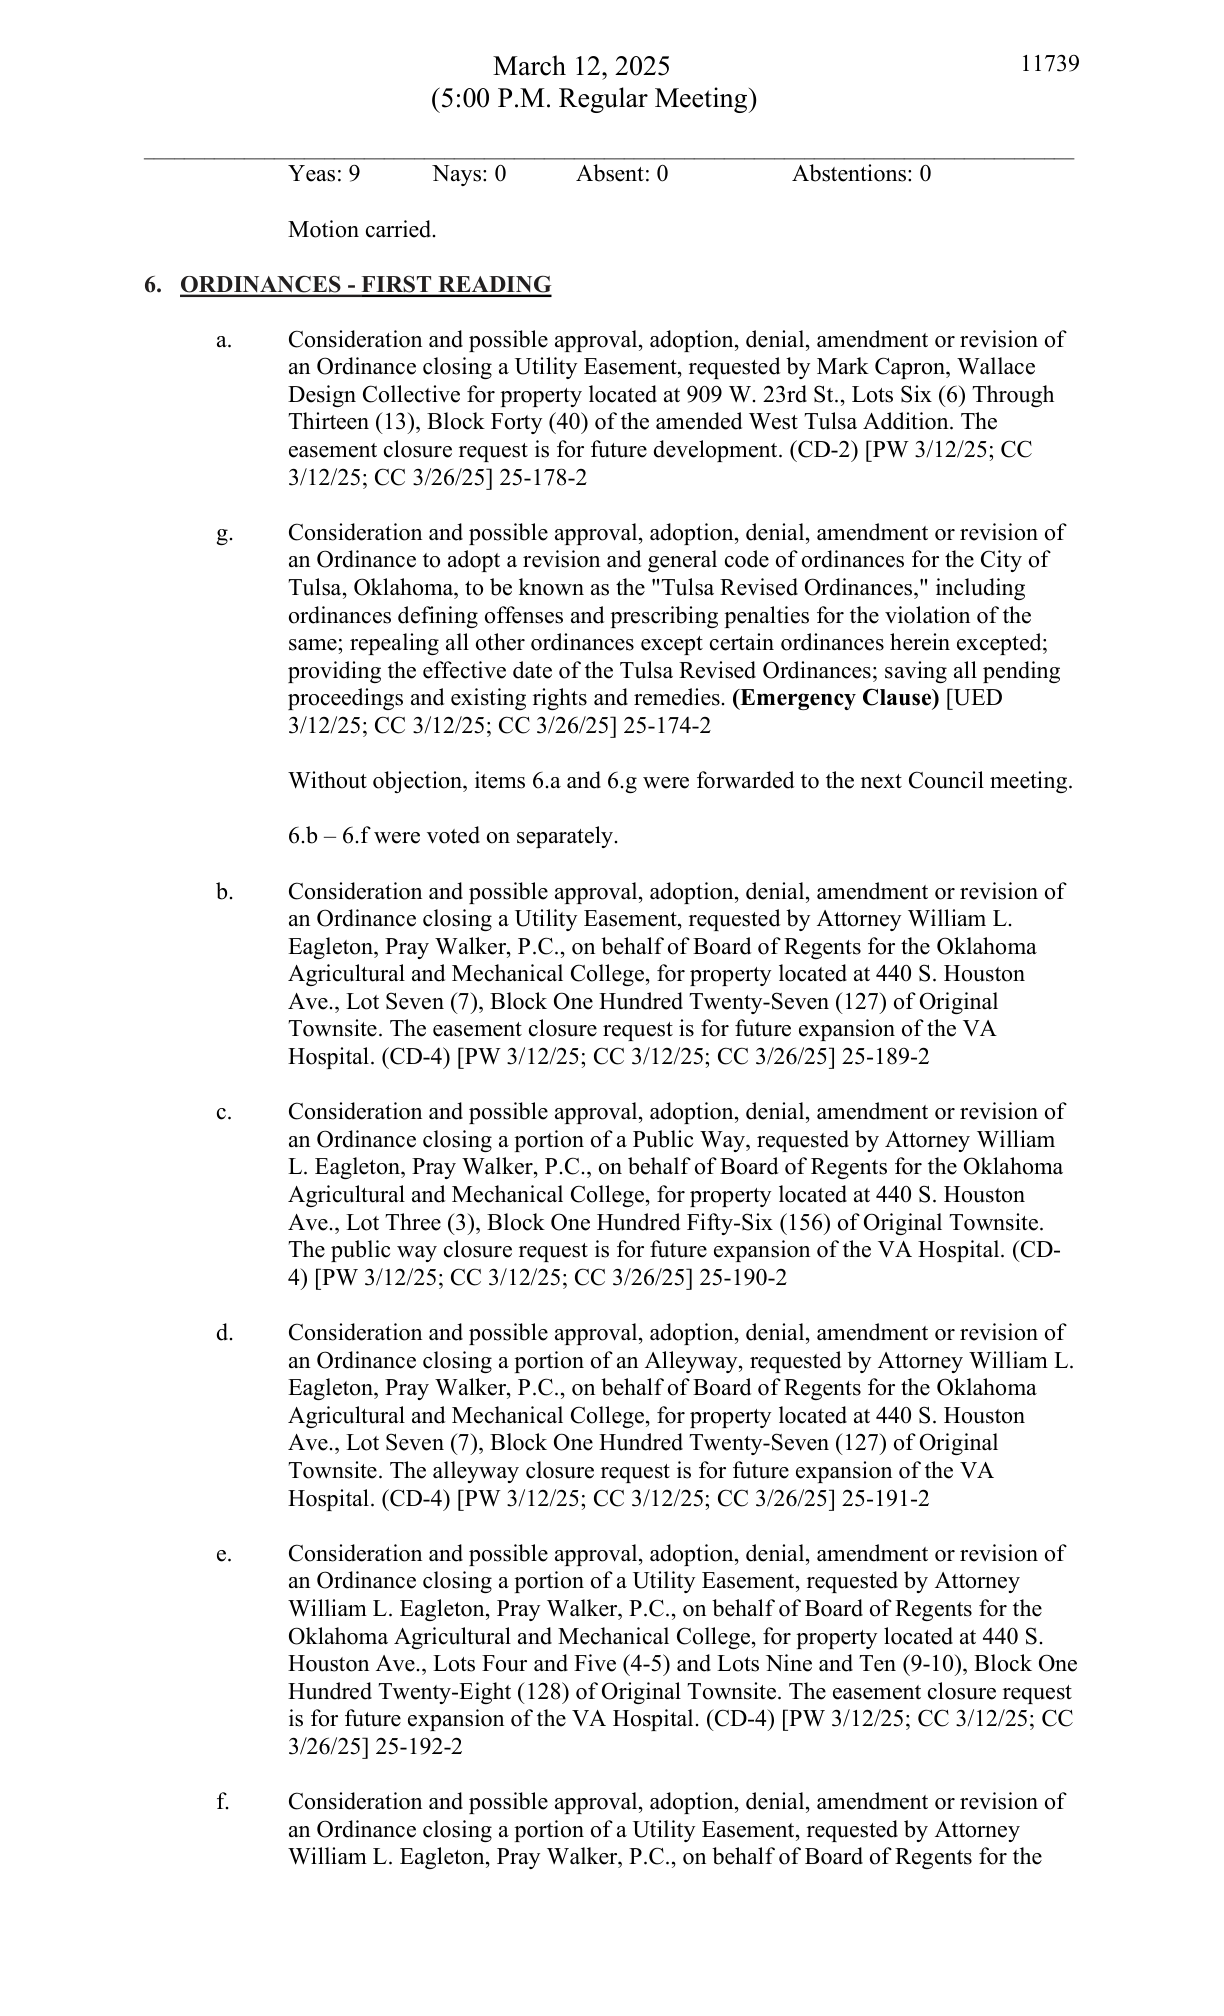 March 12, 2025
11739
(5:00 P.M. Regular Meeting)
Yeas: 9 Nays: 0 Absent: 0 Abstentions: 0
Motion carried.
6. ORDINANCES - FIRST READING
a. Consideration and possible approval, adoption, denial, amendment or revision of
an Ordinance closing a Utility Easement, requested by Mark Capron, Wallace
Design Collective for property located at 909 W. 23rd St., Lots Six (6) Through
Thirteen (13), Block Forty (40) of the amended West Tulsa Addition. The
easement closure request is for future development. (CD-2) [PW 3/12/25; CC
3/12/25; CC 3/26/25] 25-178-2
g. Consideration and possible approval, adoption, denial, amendment or revision of
an Ordinance to adopt a revision and general code of ordinances for the City of
Tulsa, Oklahoma, to be known as the "Tulsa Revised Ordinances," including
ordinances defining offenses and prescribing penalties for the violation of the
same; repealing all other ordinances except certain ordinances herein excepted;
providing the effective date of the Tulsa Revised Ordinances; saving all pending
proceedings and existing rights and remedies. (Emergency Clause) [UED
3/12/25; CC 3/12/25; CC 3/26/25] 25-174-2
Without objection, items 6.a and 6.g were forwarded to the next Council meeting.
6.b – 6.f were voted on separately.
b. Consideration and possible approval, adoption, denial, amendment or revision of
an Ordinance closing a Utility Easement, requested by Attorney William L.
Eagleton, Pray Walker, P.C., on behalf of Board of Regents for the Oklahoma
Agricultural and Mechanical College, for property located at 440 S. Houston
Ave., Lot Seven (7), Block One Hundred Twenty-Seven (127) of Original
Townsite. The easement closure request is for future expansion of the VA
Hospital. (CD-4) [PW 3/12/25; CC 3/12/25; CC 3/26/25] 25-189-2
c. Consideration and possible approval, adoption, denial, amendment or revision of
an Ordinance closing a portion of a Public Way, requested by Attorney William
L. Eagleton, Pray Walker, P.C., on behalf of Board of Regents for the Oklahoma
Agricultural and Mechanical College, for property located at 440 S. Houston
Ave., Lot Three (3), Block One Hundred Fifty-Six (156) of Original Townsite.
The public way closure request is for future expansion of the VA Hospital. (CD-
4) [PW 3/12/25; CC 3/12/25; CC 3/26/25] 25-190-2
d. Consideration and possible approval, adoption, denial, amendment or revision of
an Ordinance closing a portion of an Alleyway, requested by Attorney William L.
Eagleton, Pray Walker, P.C., on behalf of Board of Regents for the Oklahoma
Agricultural and Mechanical College, for property located at 440 S. Houston
Ave., Lot Seven (7), Block One Hundred Twenty-Seven (127) of Original
Townsite. The alleyway closure request is for future expansion of the VA
Hospital. (CD-4) [PW 3/12/25; CC 3/12/25; CC 3/26/25] 25-191-2
e. Consideration and possible approval, adoption, denial, amendment or revision of
an Ordinance closing a portion of a Utility Easement, requested by Attorney
William L. Eagleton, Pray Walker, P.C., on behalf of Board of Regents for the
Oklahoma Agricultural and Mechanical College, for property located at 440 S.
Houston Ave., Lots Four and Five (4-5) and Lots Nine and Ten (9-10), Block One
Hundred Twenty-Eight (128) of Original Townsite. The easement closure request
is for future expansion of the VA Hospital. (CD-4) [PW 3/12/25; CC 3/12/25; CC
3/26/25] 25-192-2
f. Consideration and possible approval, adoption, denial, amendment or revision of
an Ordinance closing a portion of a Utility Easement, requested by Attorney
William L. Eagleton, Pray Walker, P.C., on behalf of Board of Regents for the